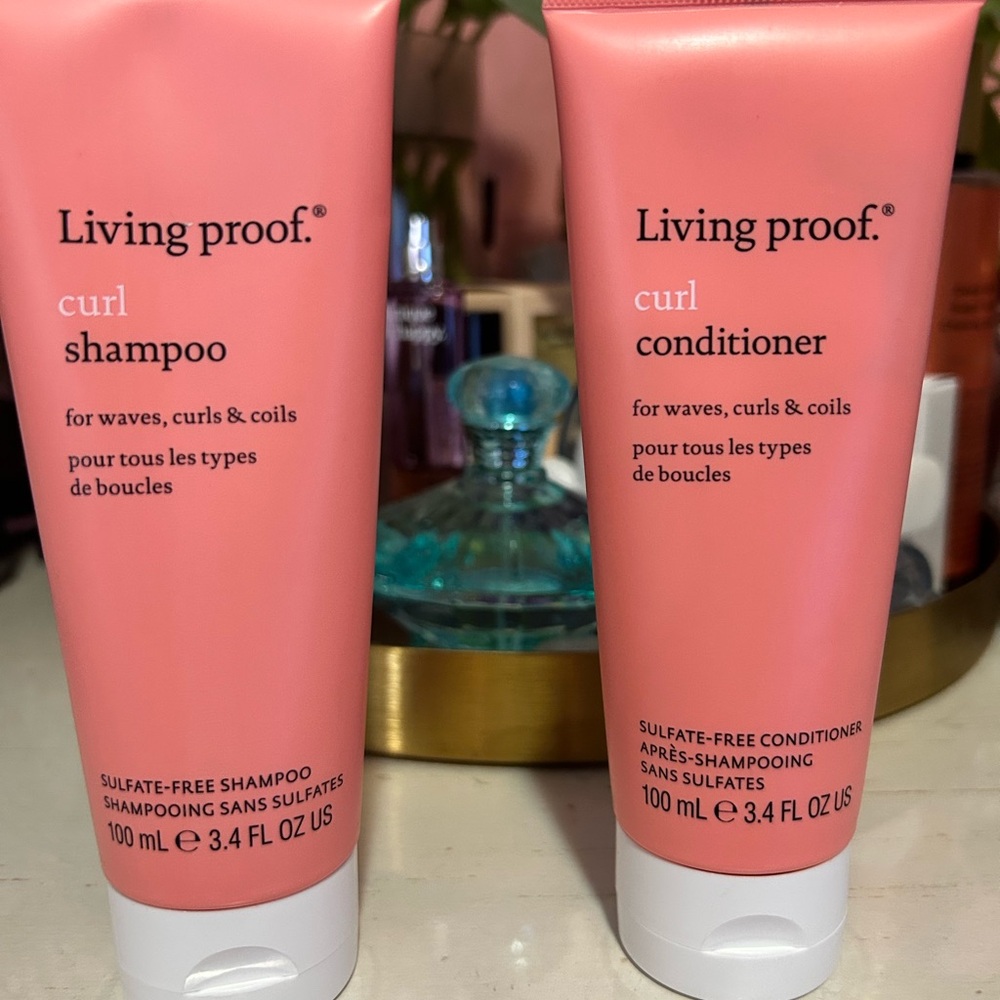 Living proof.®
curl
shampoo
for waves, curls & coils
pour tous les types
de boucles
SULFATE-FREE SHAMPOO
SHAMPOOING SANS SULFATES
100 mL e 3.4 FL OZ US
Living proof.®
curl
conditioner
for waves, curls & coils
pour tous les types
de boucles
SULFATE-FREE CONDITIONER
APRÈS-SHAMPOOING
SANS SULFATES
100 mL e 3.4 FL OZ US